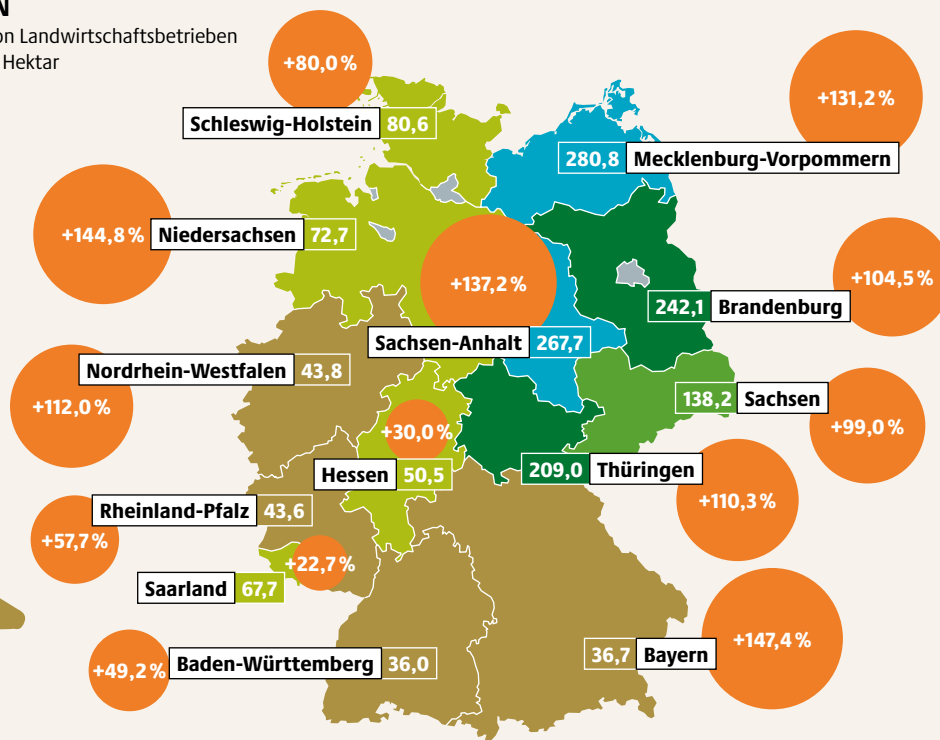 on Landwirtschaftsbetrieben
Hektar
+80,0 %
+131,2 %
Schleswig-Holstein 80,6
280,8 Mecklenburg-Vorpommern
+144,8 % Niedersachsen 72,7
+137,2 %
+104,5 %
242,1 Brandenburg
Sachsen-Anhalt 267,7
Nordrhein-Westfalen 43,8
+112,0 %
138,2 Sachsen
+99,0 %
+30,0 %
Hessen 50,5
209,0 Thüringen
+110,3 %
Rheinland-Pfalz 43,6
+57,7 %
+22,7 %
Saarland 67,7
+49,2 % Baden-Württemberg 36,0
36,7 Bayern
+147,4 %